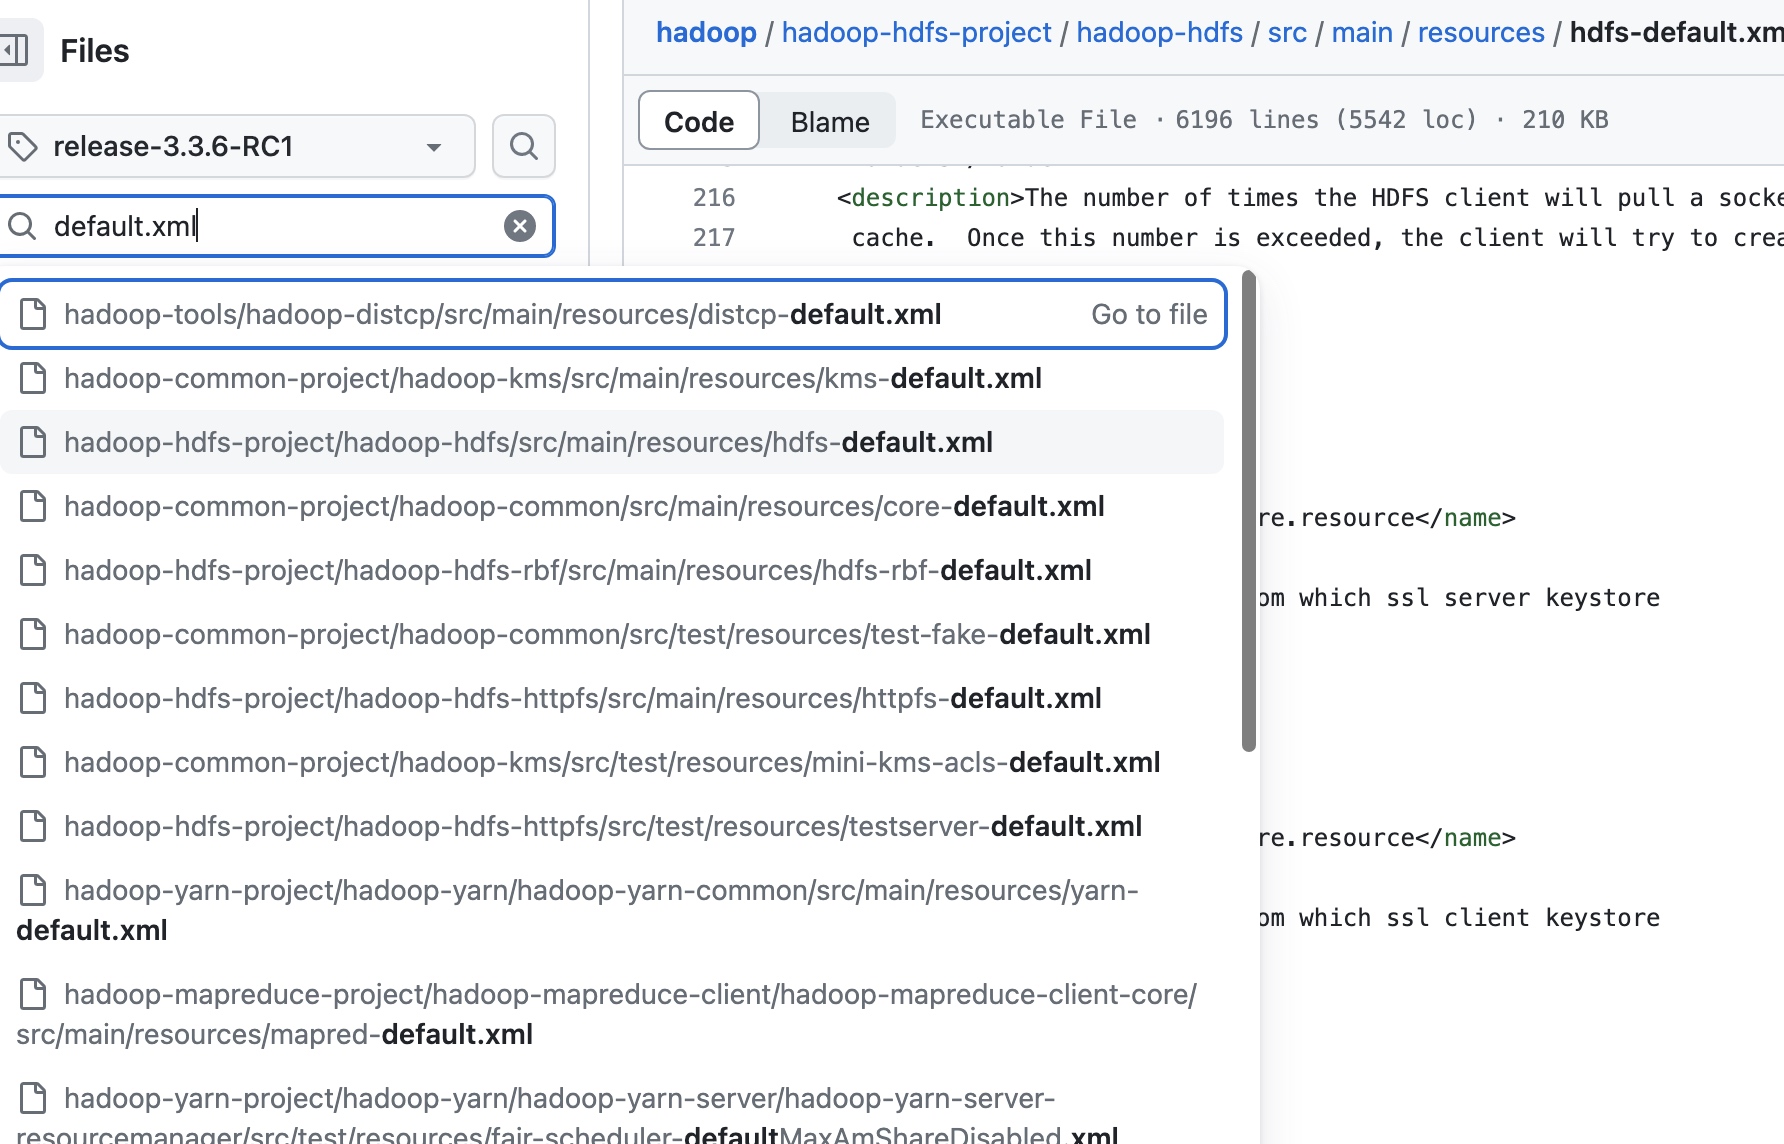 Files
release-3.3.6-RC1
default.xml
hadoop / hadoop-hdfs-project / hadoop-hdfs / src / main / resources / hdfs-default.xm
Code Blame Executable File · 6196 lines (5542 loc) · 210 KB
216 <description>The number of times the HDFS client will pull a socke
217 cache. Once this number is exceeded, the client will try to crea
hadoop-tools/hadoop-distcp/src/main/resources/distcp-default.xml Go to file
hadoop-common-project/hadoop-kms/src/main/resources/kms-default.xml
hadoop-hdfs-project/hadoop-hdfs/src/main/resources/hdfs-default.xml
hadoop-common-project/hadoop-common/src/main/resources/core-default.xml
hadoop-hdfs-project/hadoop-hdfs-rbf/src/main/resources/hdfs-rbf-default.xml
hadoop-common-project/hadoop-common/src/test/resources/test-fake-default.xml
hadoop-hdfs-project/hadoop-hdfs-httpfs/src/main/resources/httpfs-default.xml
hadoop-common-project/hadoop-kms/src/test/resources/mini-kms-acls-default.xml
hadoop-hdfs-project/hadoop-hdfs-httpfs/src/test/resources/testserver-default.xml
hadoop-yarn-project/hadoop-yarn/hadoop-yarn-common/src/main/resources/yarn-
default.xml
hadoop-mapreduce-project/hadoop-mapreduce-client/hadoop-mapreduce-client-core/
src/main/resources/mapred-default.xml
hadoop-yarn-project/hadoop-yarn/hadoop-yarn-server/hadoop-yarn-server-
resourcemanager/src/test/resources/fair-scheduler-defaultMaxAmShareDisabled.xml
re.resource</name>
om which ssl server keystore
re.resource</name>
om which ssl client keystore